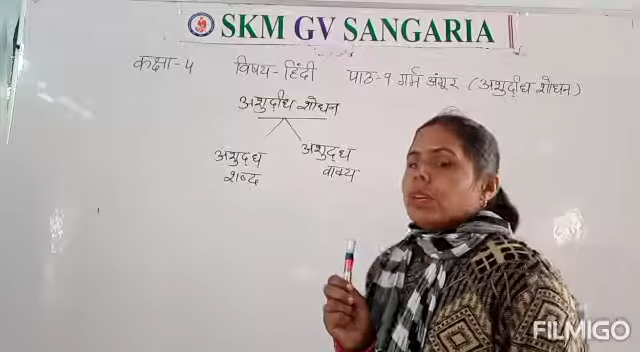 SKM GV SANGARIA
कक्षा-५ विषय-हिंदी पाठ-१ गर्म अंगूर (अशुद्धि शोधन)
अशुद्धि शोधन
अशुद्ध शब्द
अशुद्ध वाक्य
FILMIGO